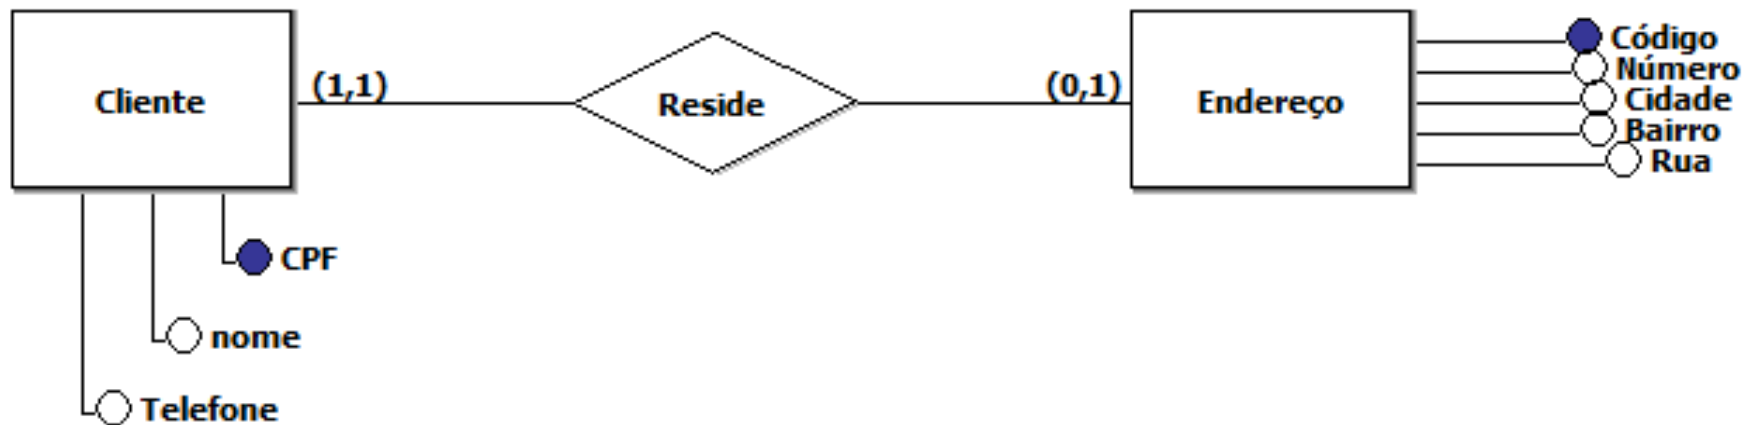 Cliente
(1,1)
Reside
(0,1)
Endereço
Código
Número
Cidade
Bairro
Rua
CPF
nome
Telefone